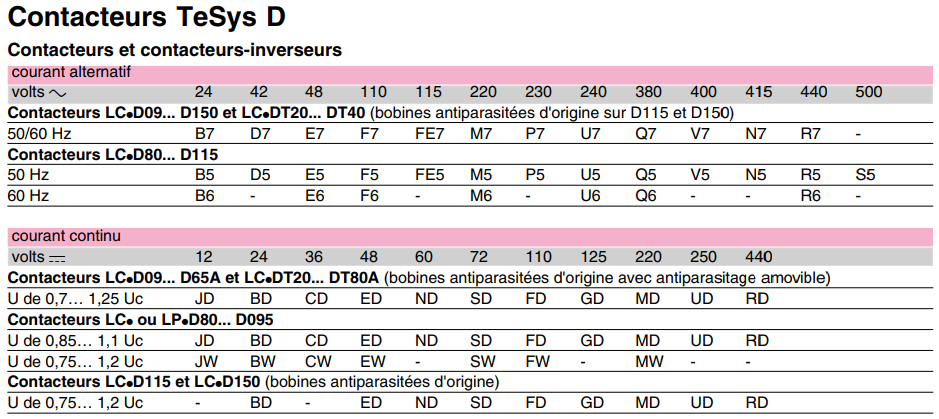 Contacteurs TeSys D
Contacteurs et contacteurs-inverseurs
courant alternatif
volts ∿ 24 42 48 110 115 220 230 240 380 400 415 440 500
Contacteurs LC●D09... D150 et LC●DT20... DT40 (bobines antiparasitées d'origine sur D115 et D150)
50/60 Hz B7 D7 E7 F7 FE7 M7 P7 U7 Q7 V7 N7 R7 -
Contacteurs LC●D80... D115
50 Hz B5 D5 E5 F5 FE5 M5 P5 U5 Q5 V5 N5 R5 S5
60 Hz B6 - E6 F6 - M6 - U6 Q6 - - R6 -
courant continu
volts ⎓ 12 24 36 48 60 72 110 125 220 250 440
Contacteurs LC●D09... D65A et LC●DT20... DT80A (bobines antiparasitées d'origine avec antiparasitage amovible)
U de 0,7… 1,25 Uc JD BD CD ED ND SD FD GD MD UD RD
Contacteurs LC● ou LP●D80... D095
U de 0,85… 1,1 Uc JD BD CD ED ND SD FD GD MD UD RD
U de 0,75… 1,2 Uc JW BW CW EW - SW FW - MW - -
Contacteurs LC●D115 et LC●D150 (bobines antiparasitées d'origine)
U de 0,75… 1,2 Uc - BD - ED ND SD FD GD MD UD RD